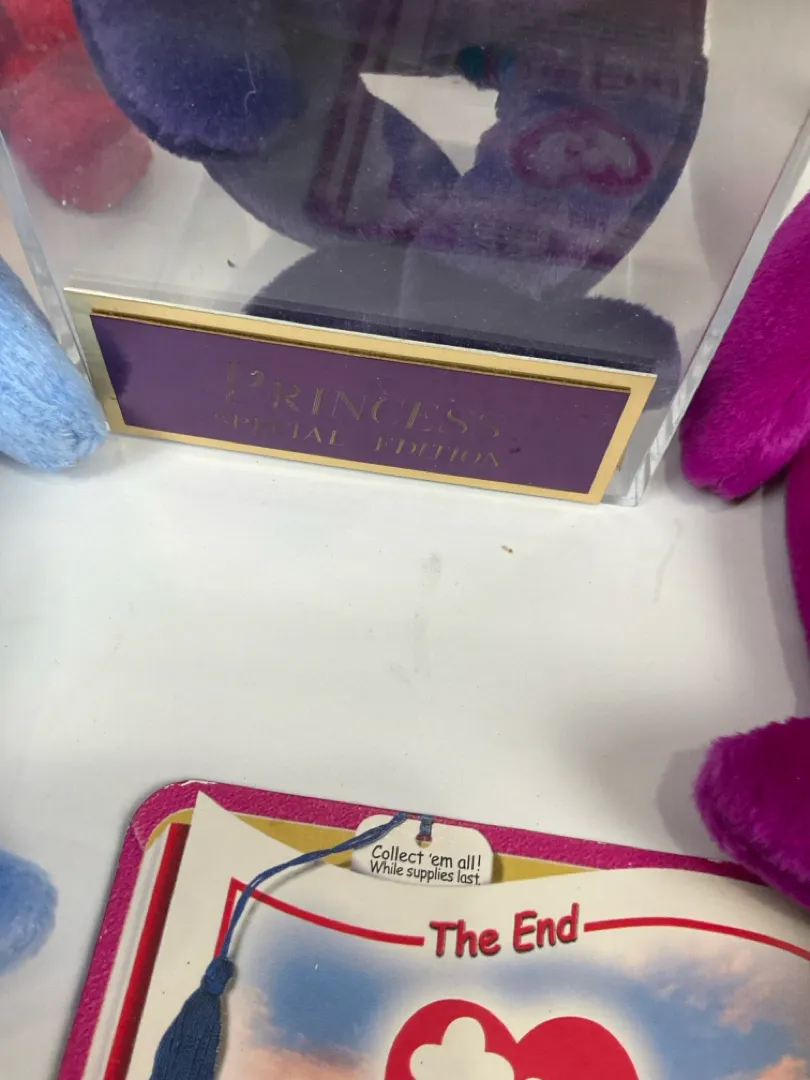 PRINCESS
SPECIAL EDITION
Collect 'em all!
While supplies last.
The End